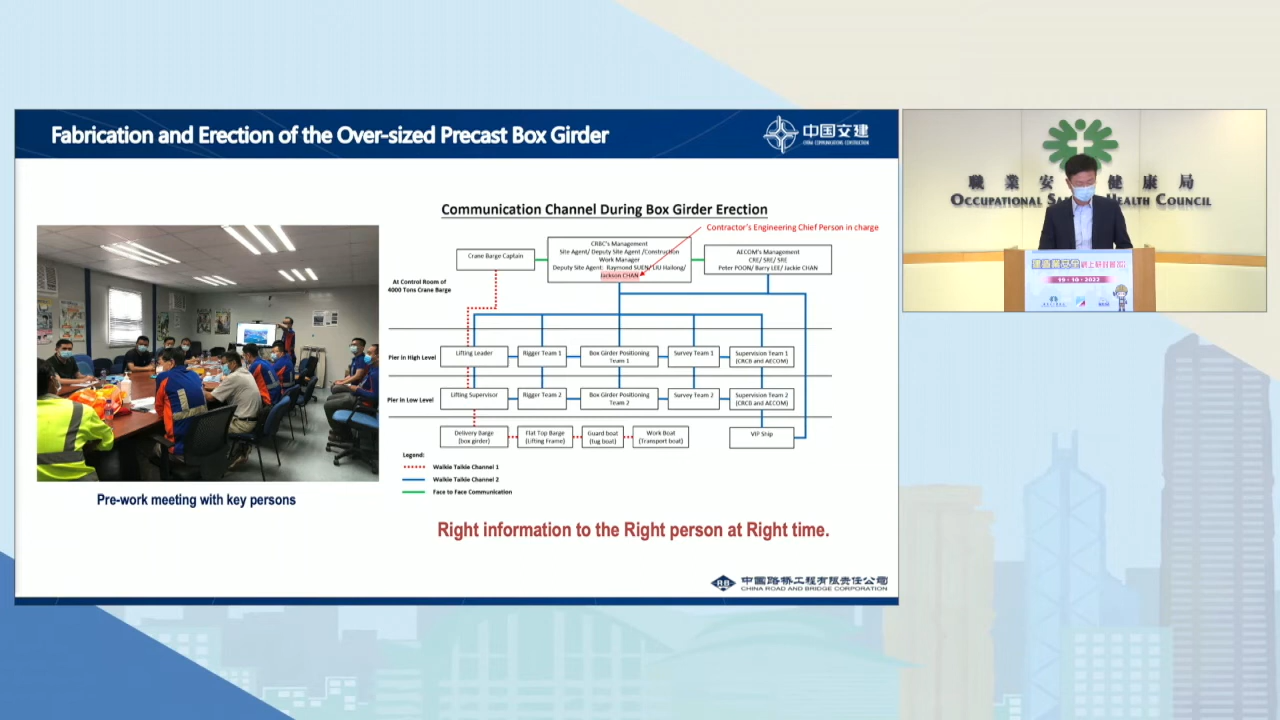 Fabrication and Erection of the Over-sized Precast Box Girder
中国交建
CHINA COMMUNICATIONS CONSTRUCTION
Communication Channel During Box Girder Erection
Contractor's Engineering Chief Person in charge
Crane Barge Captain
CRBC's Management
Site Agent/ Deputy Site Agent /Construction
Work Manager
Deputy Site Agent: Raymond SUEN/LIU Hailong/
Jackson CHAN
AECOM's Management
CRE/ SRE/ SRE
Peter POON/ Barry LEE/ Jackie CHAN
At Control Room of
4000 Tons Crane Barge
Pier in High Level
Lifting Leader
Rigger Team 1
Box Girder Positioning
Team 1
Survey Team 1
Supervision Team 1
(CRCB and AECOM)
Pier in Low Level
Lifting Supervisor
Rigger Team 2
Box Girder Positioning
Team 2
Survey Team 2
Supervision Team 2
(CRCB and AECOM)
Delivery Barge
(box girder)
Flat Top Barge
(Lifting Frame)
Guard boat
(tug boat)
Work Boat
(Transport boat)
VIP Ship
Legend:
Walkie Talkie Channel 1
Walkie Talkie Channel 2
Face to Face Communication
Pre-work meeting with key persons
Right information to the Right person at Right time.
RB
中國路桥工程有限责任公司
CHINA ROAD AND BRIDGE CORPORATION
職業安 健康局
OCCUPATIONAL SA HEALTH COUNCIL
19·10·2022